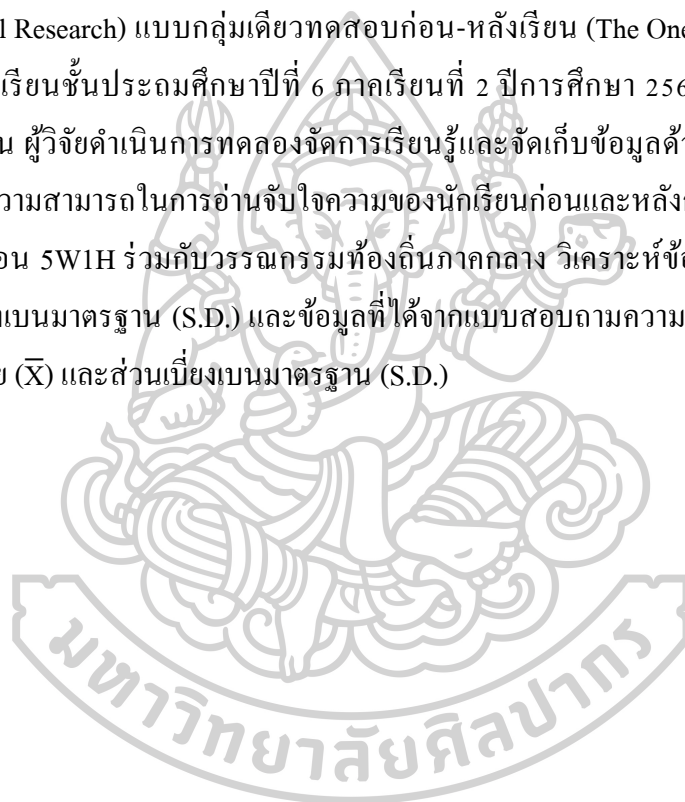 l Research) แบบกลุ่มเดียวทดสอบก่อน-หลังเรียน (The One
เรียนชั้นประถมศึกษาปีที่ 6 ภาคเรียนที่ 2 ปีการศึกษา 256
น ผู้วิจัยดำเนินการทดลองจัดการเรียนรู้และจัดเก็บข้อมูลด้ว
วามสามารถในการอ่านจับใจความของนักเรียนก่อนและหลังก
อน 5W1H ร่วมกับวรรณกรรมท้องถิ่นภาคกลาง วิเคราะห์ข้อ
งเบนมาตรฐาน (S.D.) และข้อมูลที่ได้จากแบบสอบถามความ
ย (X̅) และส่วนเบี่ยงเบนมาตรฐาน (S.D.)
มหาวิทยาลัยศิลปากร